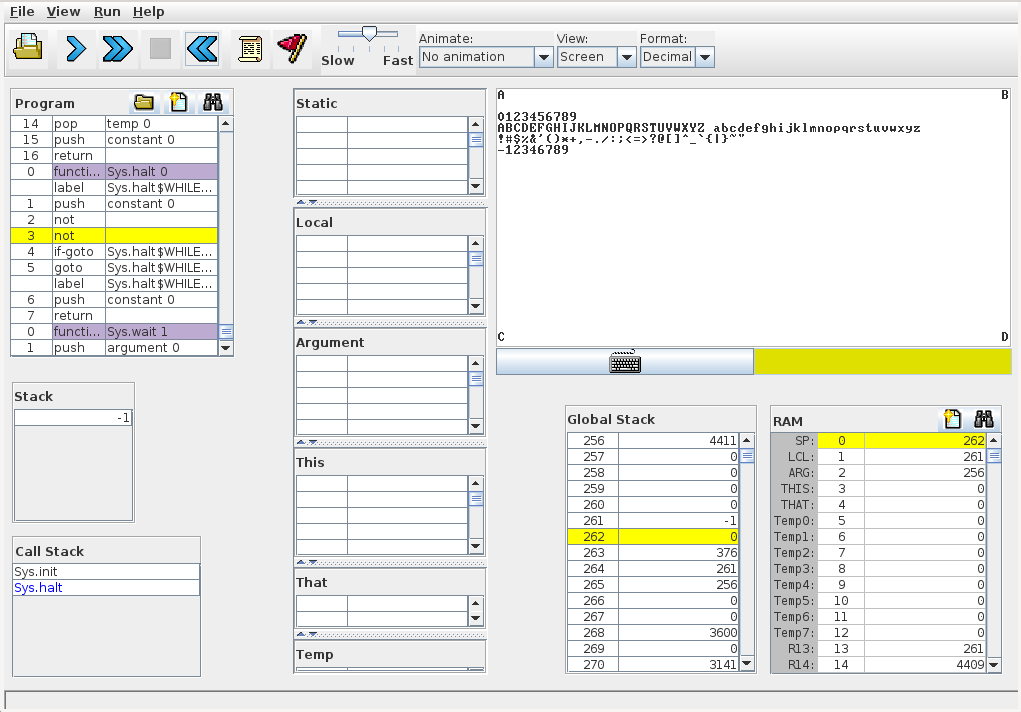 File View Run Help
Slow Fast
Animate: View: Format:
No animation Screen Decimal
Program
14 pop temp 0
15 push constant 0
16 return
0 functi... Sys.halt 0
label Sys.halt$WHILE...
1 push constant 0
2 not
3 not
4 if-goto Sys.halt$WHILE...
5 goto Sys.halt$WHILE...
label Sys.halt$WHILE...
6 push constant 0
7 return
0 functi... Sys.wait 1
1 push argument 0
Stack
-1
Call Stack
Sys.init
Sys.halt
Static
Local
Argument
This
That
Temp
A B
0123456789
ABCDEFGHIJKLMNOPQRSTUVWXYZ abcdefghijklmnopqrstuvwxyz
!#$%&'()*+,-./:;<=>?@[]^_`{|}~"
-12346789
C D
Global Stack
256 4411
257 0
258 0
259 0
260 0
261 -1
262 0
263 376
264 261
265 256
266 0
267 0
268 3600
269 0
270 3141
RAM
SP: 0 262
LCL: 1 261
ARG: 2 256
THIS: 3 0
THAT: 4 0
Temp0: 5 0
Temp1: 6 0
Temp2: 7 0
Temp3: 8 0
Temp4: 9 0
Temp5: 10 0
Temp6: 11 0
Temp7: 12 0
R13: 13 261
R14: 14 4409